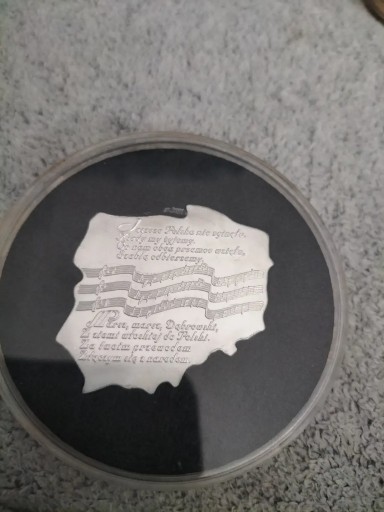 Jeszcze Polska nie zginęła,
Kiedy my żyjemy.
Co nam obca przemoc wzięła,
Szablą odbierzemy.
Marsz, marsz, Dąbrowski,
Z ziemi włoskiej do Polski.
Za twoim przewodem
Złączym się z narodem.